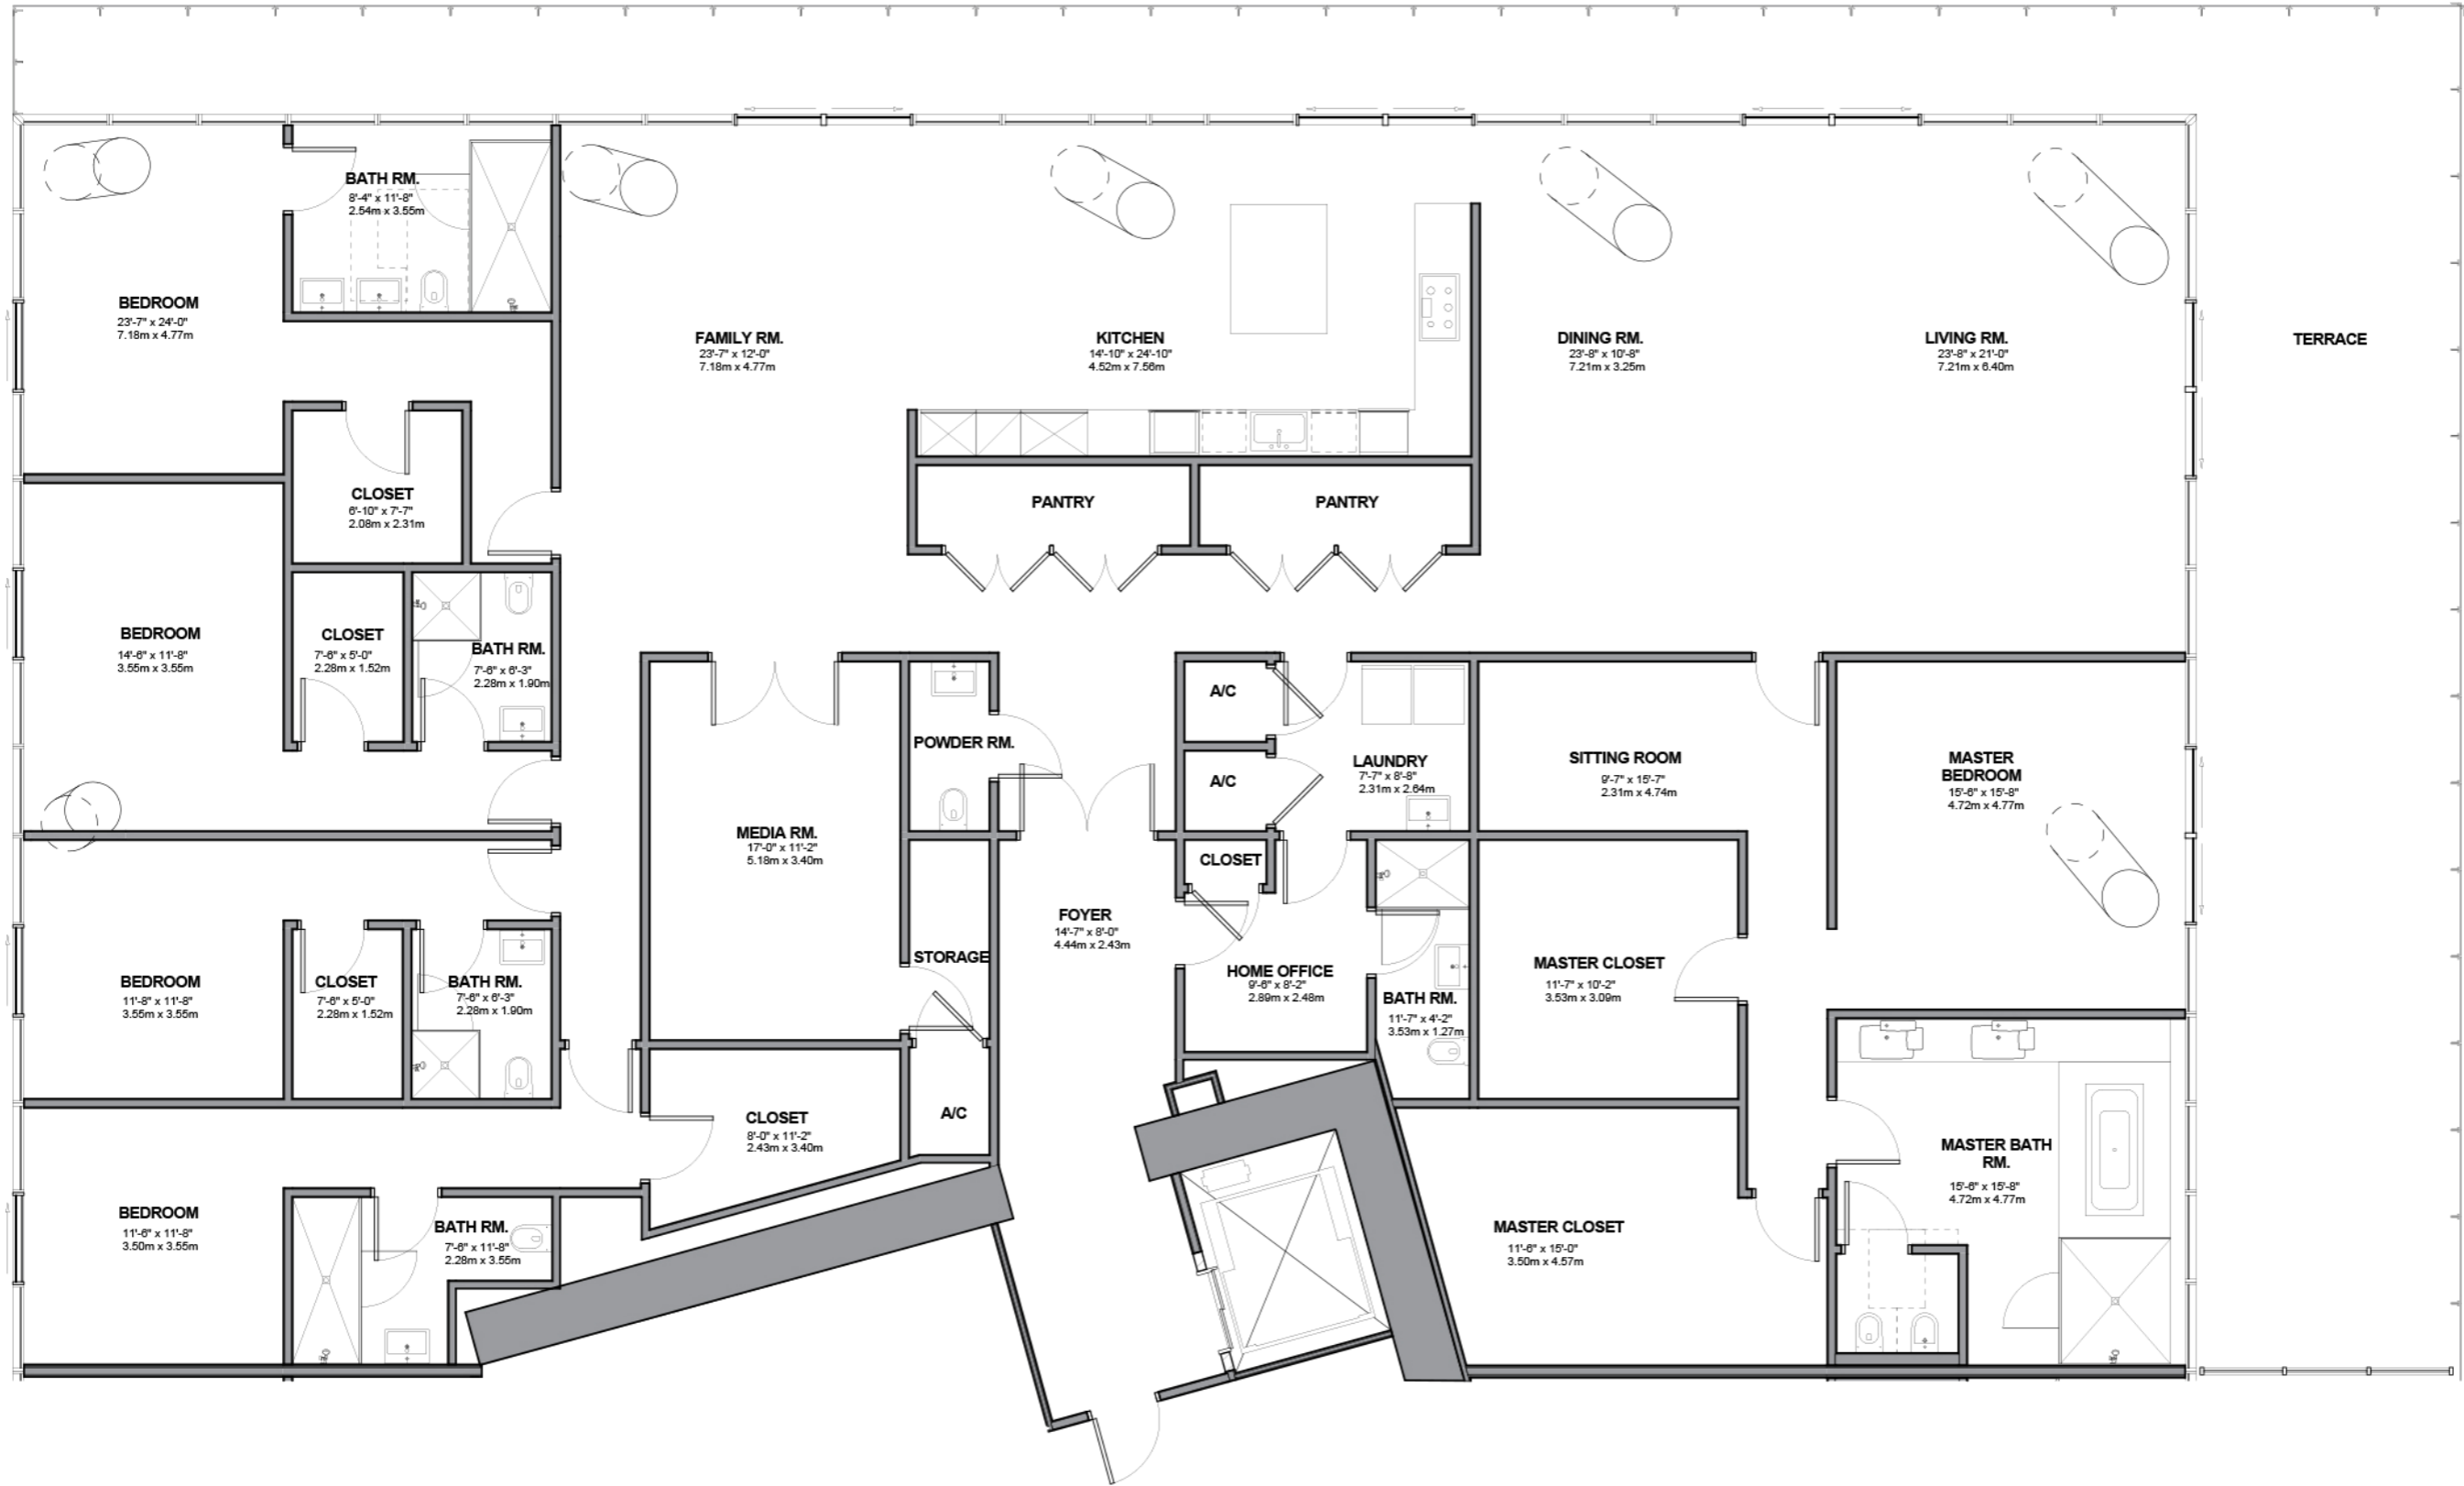 BATH RM.
8'-4" x 11'-8"
2.54m x 3.55m
BEDROOM
23'-7" x 24'-0"
7.18m x 4.77m
FAMILY RM.
23'-7" x 12'-0"
7.18m x 4.77m
KITCHEN
14'-10" x 24'-10"
4.52m x 7.56m
DINING RM.
23'-8" x 10'-8"
7.21m x 3.25m
LIVING RM.
23'-8" x 21'-0"
7.21m x 6.40m
TERRACE
CLOSET
6'-10" x 7'-7"
2.08m x 2.31m
PANTRY
PANTRY
BEDROOM
14'-6" x 11'-8"
3.55m x 3.55m
CLOSET
7'-6" x 5'-0"
2.28m x 1.52m
BATH RM.
7'-6" x 6'-3"
2.28m x 1.90m
A/C
POWDER RM.
A/C
LAUNDRY
7'-7" x 8'-8"
2.31m x 2.64m
SITTING ROOM
9'-7" x 15'-7"
2.31m x 4.74m
MASTER
BEDROOM
15'-6" x 15'-8"
4.72m x 4.77m
MEDIA RM.
17'-0" x 11'-2"
5.18m x 3.40m
CLOSET
FOYER
14'-7" x 8'-0"
4.44m x 2.43m
STORAGE
HOME OFFICE
9'-6" x 8'-2"
2.89m x 2.48m
BATH RM.
11'-7" x 4'-2"
3.53m x 1.27m
MASTER CLOSET
11'-7" x 10'-2"
3.53m x 3.09m
BEDROOM
11'-8" x 11'-8"
3.55m x 3.55m
CLOSET
7'-6" x 5'-0"
2.28m x 1.52m
BATH RM.
7'-6" x 6'-3"
2.28m x 1.90m
CLOSET
8'-0" x 11'-2"
2.43m x 3.40m
A/C
MASTER BATH
RM.
15'-6" x 15'-8"
4.72m x 4.77m
BEDROOM
11'-6" x 11'-8"
3.50m x 3.55m
BATH RM.
7'-6" x 11'-8"
2.28m x 3.55m
MASTER CLOSET
11'-6" x 15'-0"
3.50m x 4.57m